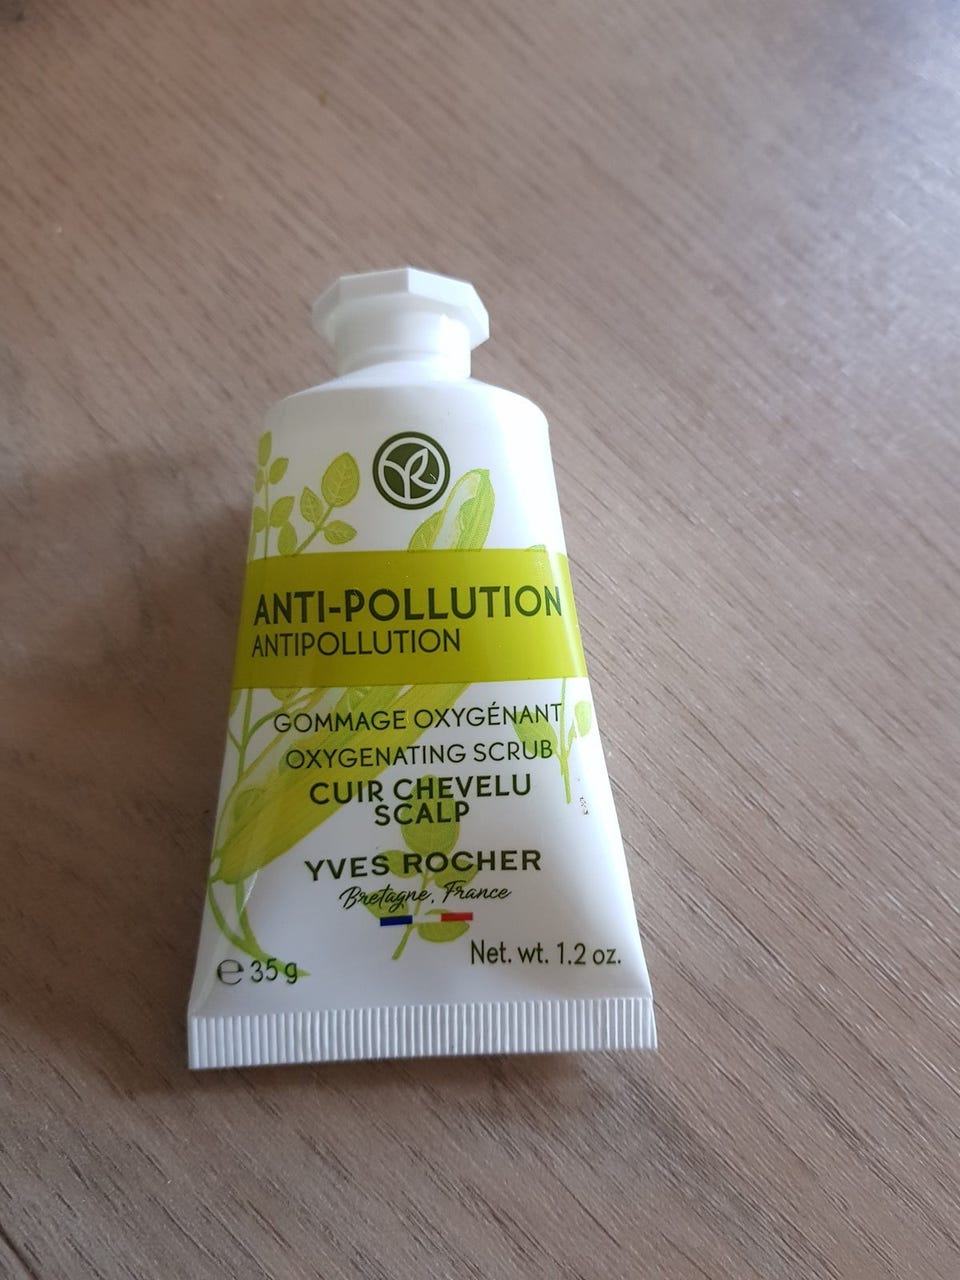 ANTI-POLLUTION
ANTIPOLLUTION
GOMMAGE OXYGÉNANT
OXYGENATING SCRUB
CUIR CHEVELU
SCALP
YVES ROCHER
Bretagne, France
℮ 35 g
Net. wt. 1.2 oz.